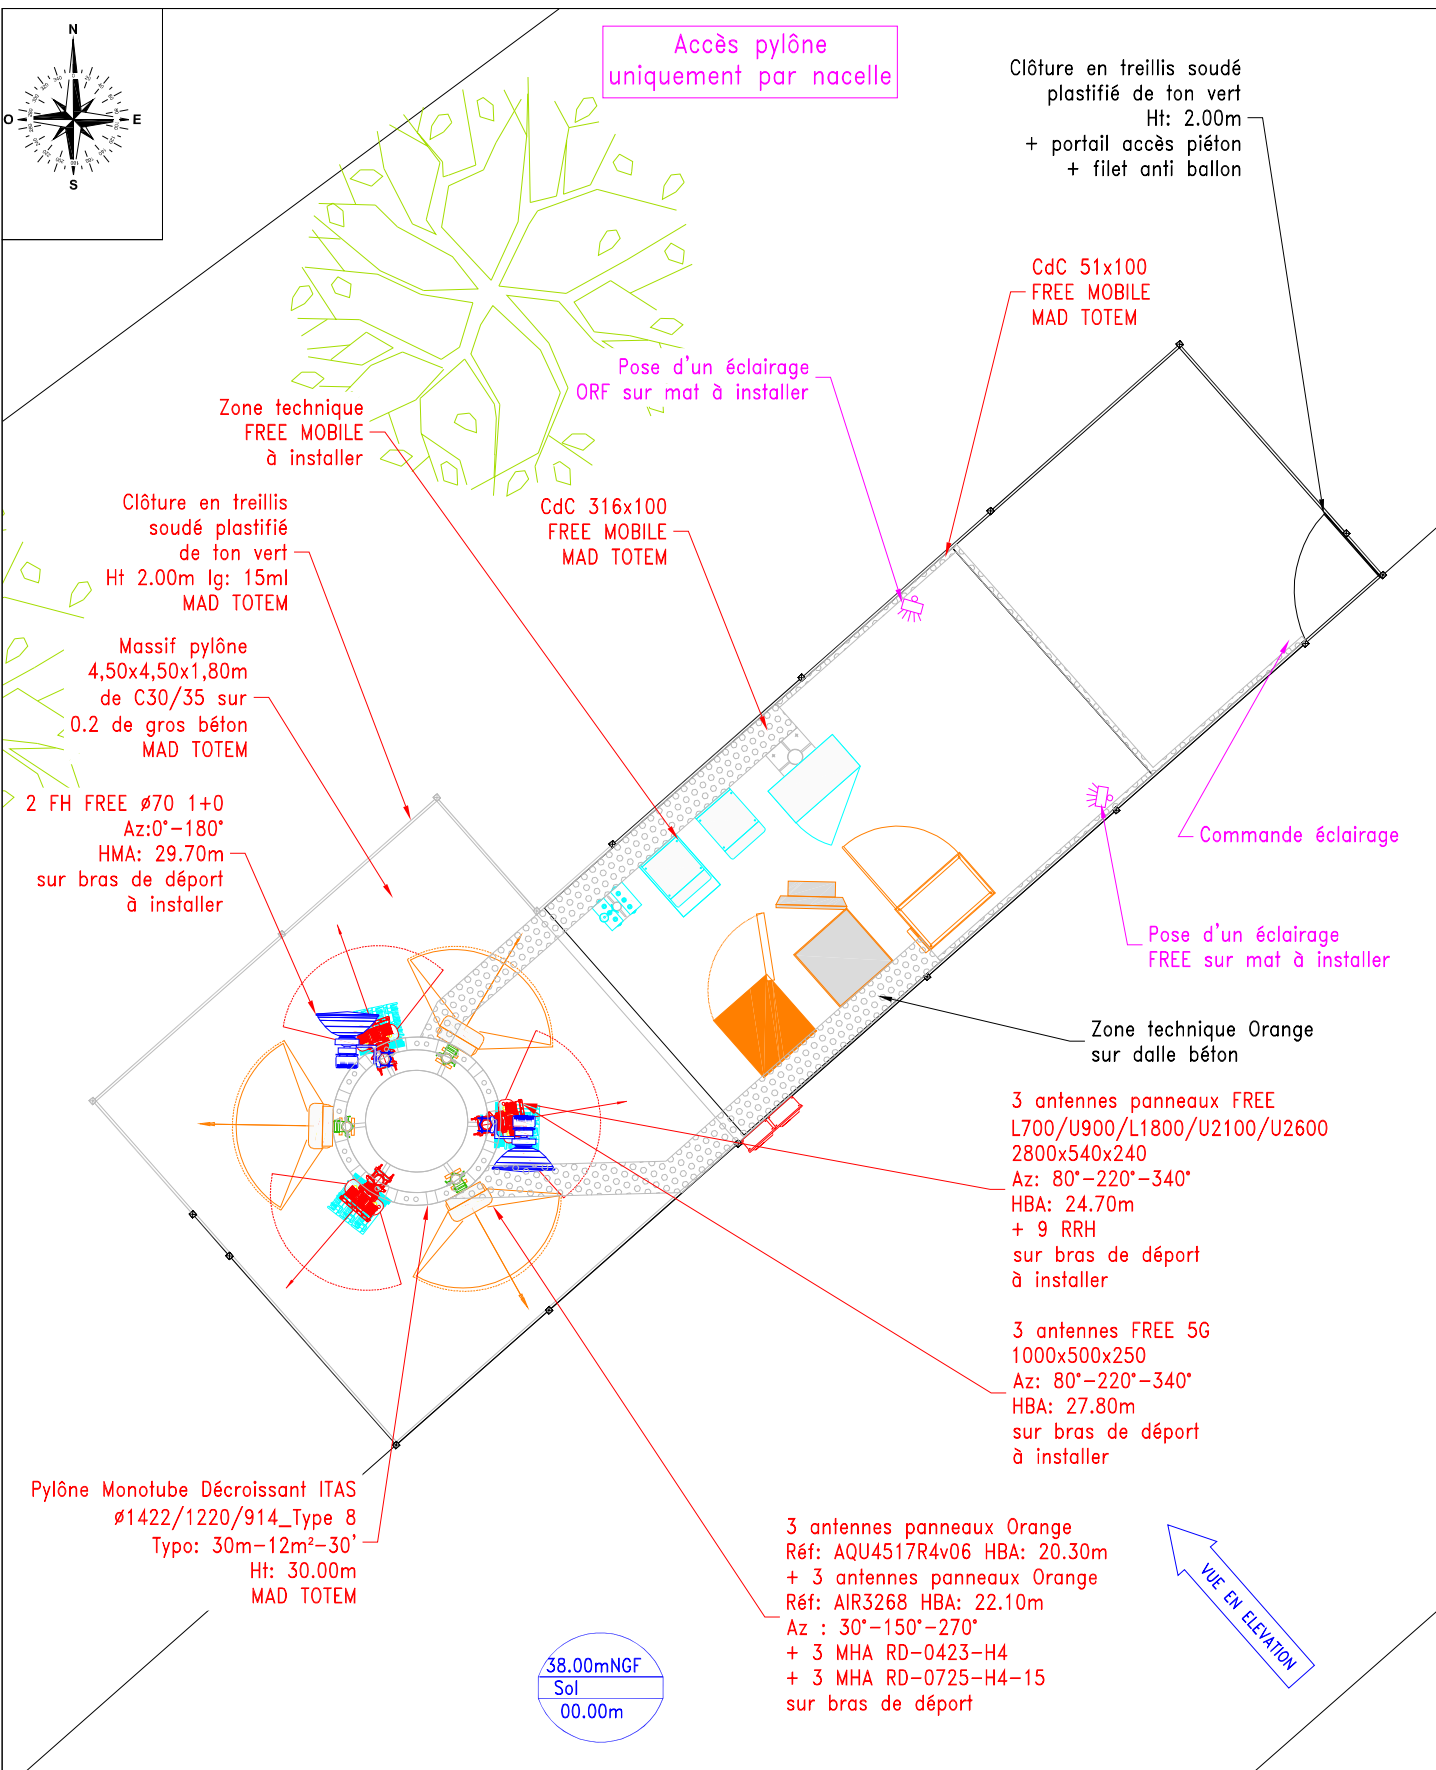 N
O
E
S
Accès pylône
uniquement par nacelle
Clôture en treillis soudé
plastifié de ton vert
Ht: 2.00m
+ portail accès piéton
+ filet anti ballon
CdC 51x100
FREE MOBILE
MAD TOTEM
Pose d'un éclairage
ORF sur mat à installer
Zone technique
FREE MOBILE
à installer
CdC 316x100
FREE MOBILE
MAD TOTEM
Clôture en treillis
soudé plastifié
de ton vert
Ht 2.00m lg: 15ml
MAD TOTEM
Massif pylône
4,50x4,50x1,80m
de C30/35 sur
0.2 de gros béton
MAD TOTEM
2 FH FREE ø70 1+0
Az:0°-180°
HMA: 29.70m
sur bras de départ
à installer
Commande éclairage
Pose d'un éclairage
FREE sur mat à installer
Zone technique Orange
sur dalle béton
3 antennes panneaux FREE
L700/U900/L1800/U2100/U2600
2800x540x240
Az: 80°-220°-340°
HBA: 24.70m
+ 9 RRH
sur bras de déport
à installer
3 antennes FREE 5G
1000x500x250
Az: 80°-220°-340°
HBA: 27.80m
sur bras de déport
à installer
Pylône Monotube Décroissant ITAS
ø1422/1220/914_Type 8
Typo: 30m-12m²-30'
Ht: 30.00m
MAD TOTEM
3 antennes panneaux Orange
Réf: AQU4517R4v06 HBA: 20.30m
+ 3 antennes panneaux Orange
Réf: AIR3268 HBA: 22.10m
Az : 30°-150°-270°
+ 3 MHA RD-0423-H4
+ 3 MHA RD-0725-H4-15
sur bras de déport
VUE EN ELEVATION
38.00mNGF
Sol
00.00m